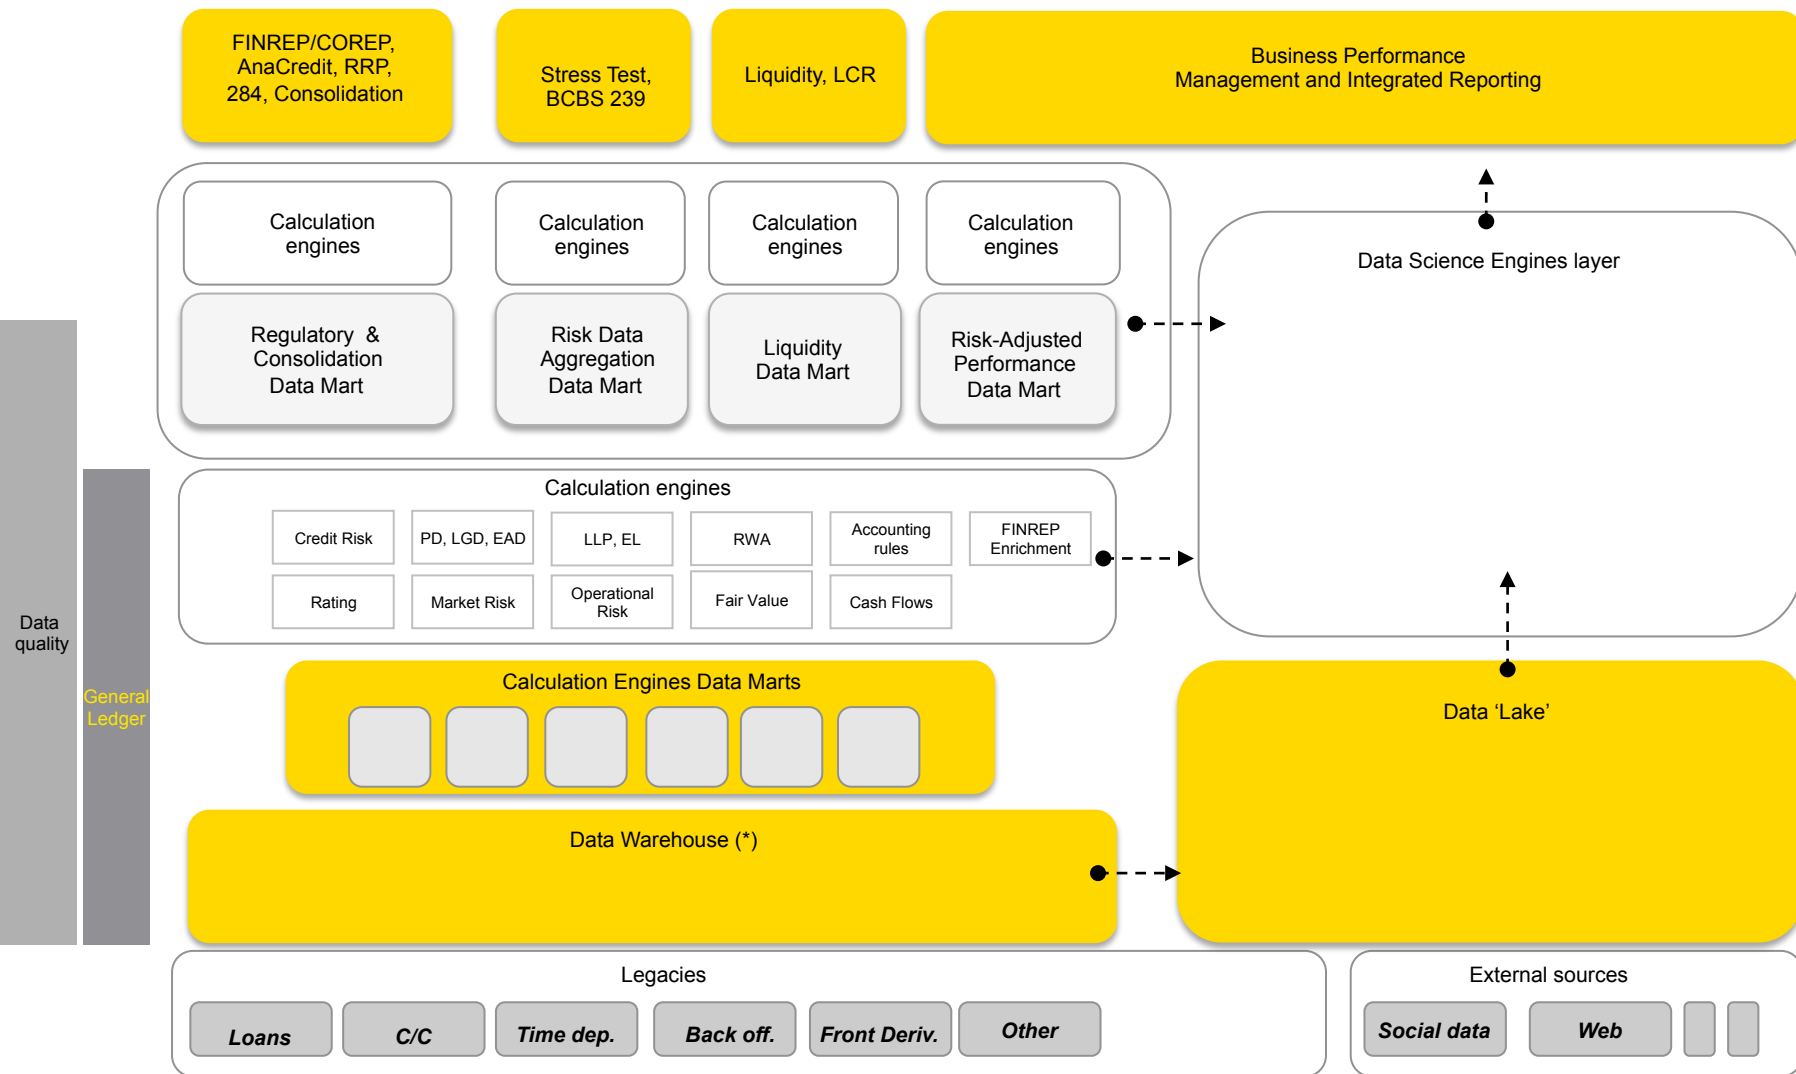 FINREP/COREP,
AnaCredit, RRP,
284, Consolidation
Stress Test,
BCBS 239
Liquidity, LCR
Business Performance
Management and Integrated Reporting
Calculation
engines
Calculation
engines
Calculation
engines
Calculation
engines
Data Science Engines layer
Regulatory &
Consolidation
Data Mart
Risk Data
Aggregation
Data Mart
Liquidity
Data Mart
Risk-Adjusted
Performance
Data Mart
Calculation engines
Credit Risk
PD, LGD, EAD
LLP, EL
RWA
Accounting
rules
FINREP
Enrichment
Rating
Market Risk
Operational
Risk
Fair Value
Cash Flows
Data
quality
General
Ledger
Calculation Engines Data Marts
Data ‘Lake’
Data Warehouse (*)
Legacies
Loans
C/C
Time dep.
Back off.
Front Deriv.
Other
External sources
Social data
Web